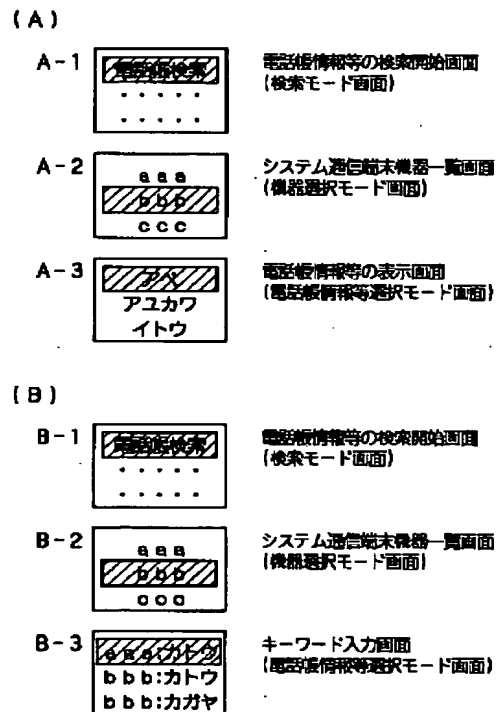 (A)
A-1
電話帳検索
・・・・・
・・・・・
電話帳情報等の検索開始画面
(検索モード画面)
A-2
aaa
bbb
ccc
システム通信端末機器一覧画面
(機器選択モード画面)
A-3
アベ
アユカワ
イトウ
電話帳情報等の表示画面
(電話帳情報等選択モード画面)
(B)
B-1
電話帳検索
・・・・・
・・・・・
電話帳情報等の検索開始画面
(検索モード画面)
B-2
aaa
bbb
ccc
システム通信端末機器一覧画面
(機器選択モード画面)
B-3
aaa:カトウ
bbb:カトウ
bbb:カガヤ
キーワード入力画面
(電話帳情報等選択モード画面)